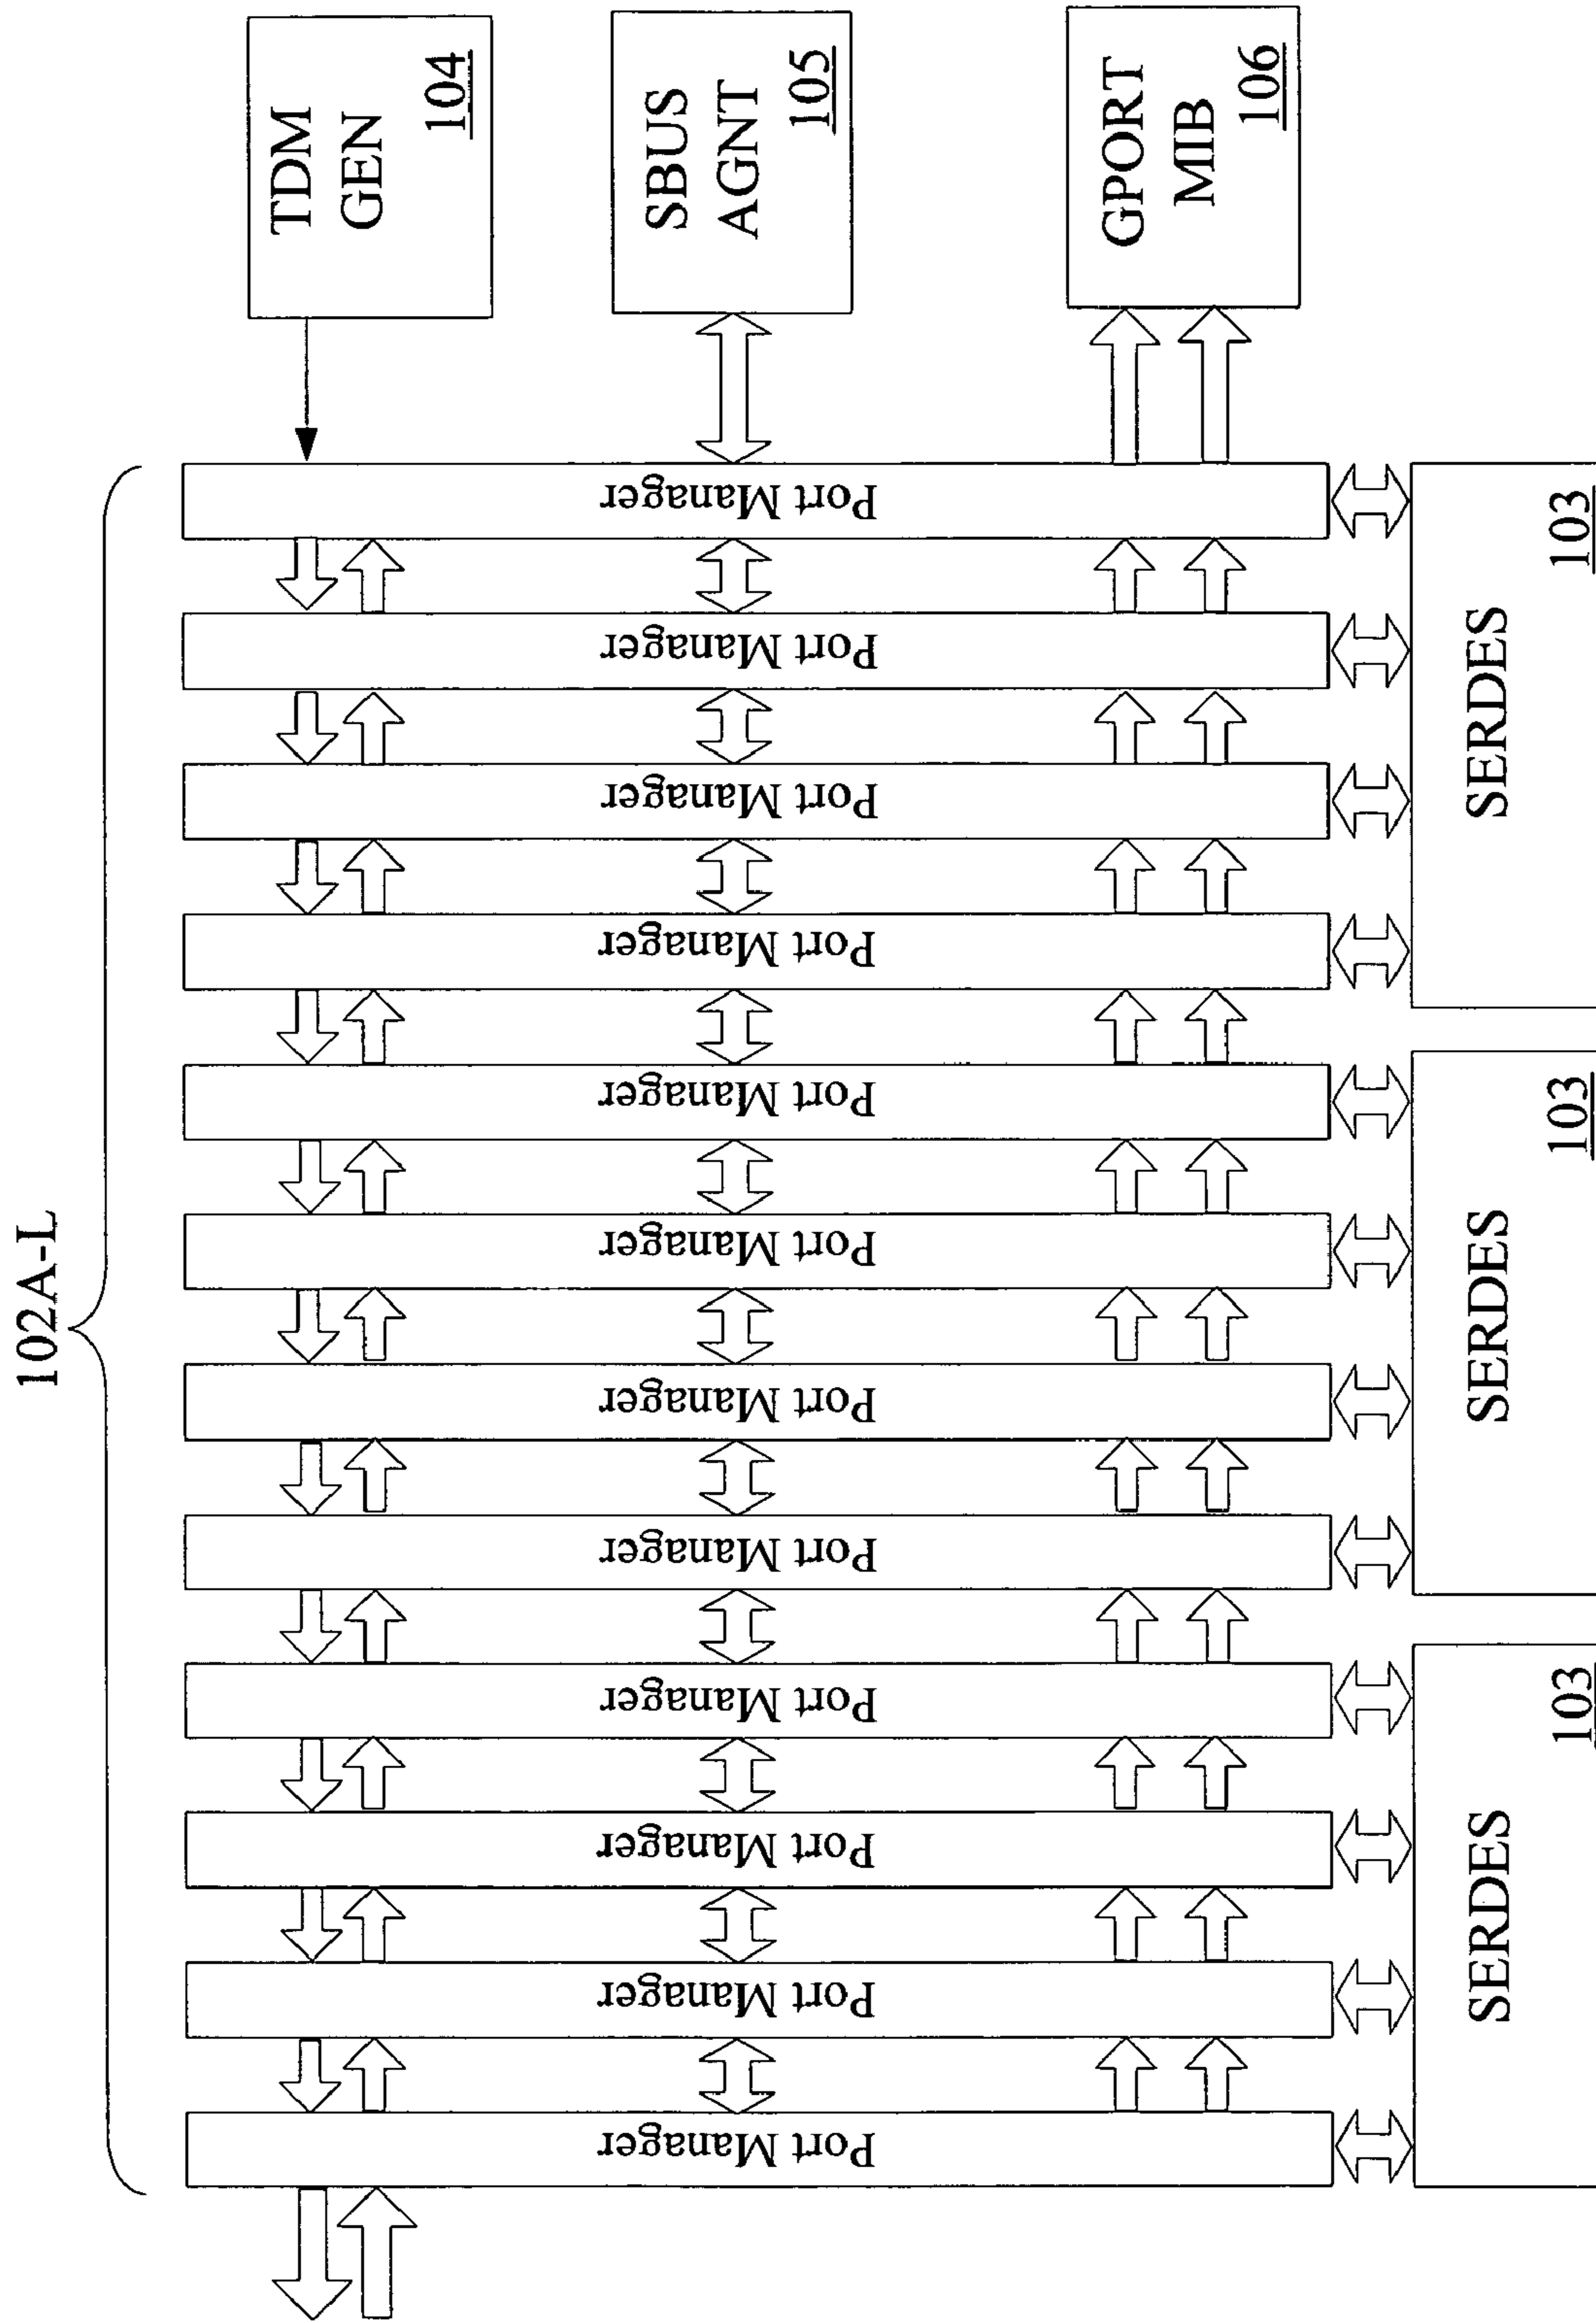 102A-L
TDM
GEN
104
SBUS
AGNT
105
GPORT
MIB
106
Port Manager
Port Manager
Port Manager
Port Manager
Port Manager
Port Manager
Port Manager
Port Manager
Port Manager
Port Manager
Port Manager
Port Manager
SERDES
103
SERDES
103
SERDES
103